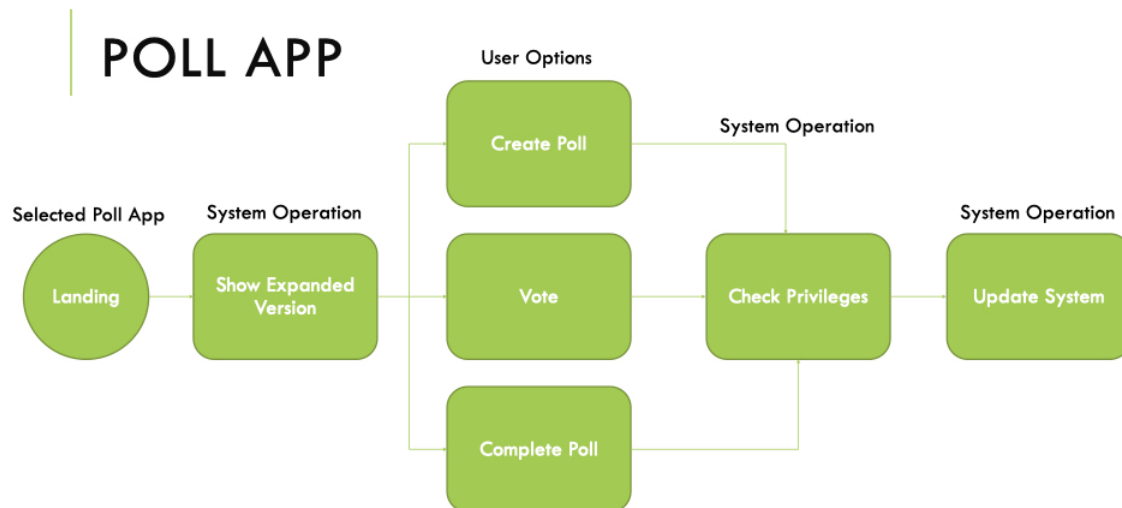 POLL APP
User Options
Create Poll
System Operation
Selected Poll App
System Operation
System Operation
Landing
Show Expanded
Version
Vote
Check Privileges
Update System
Complete Poll